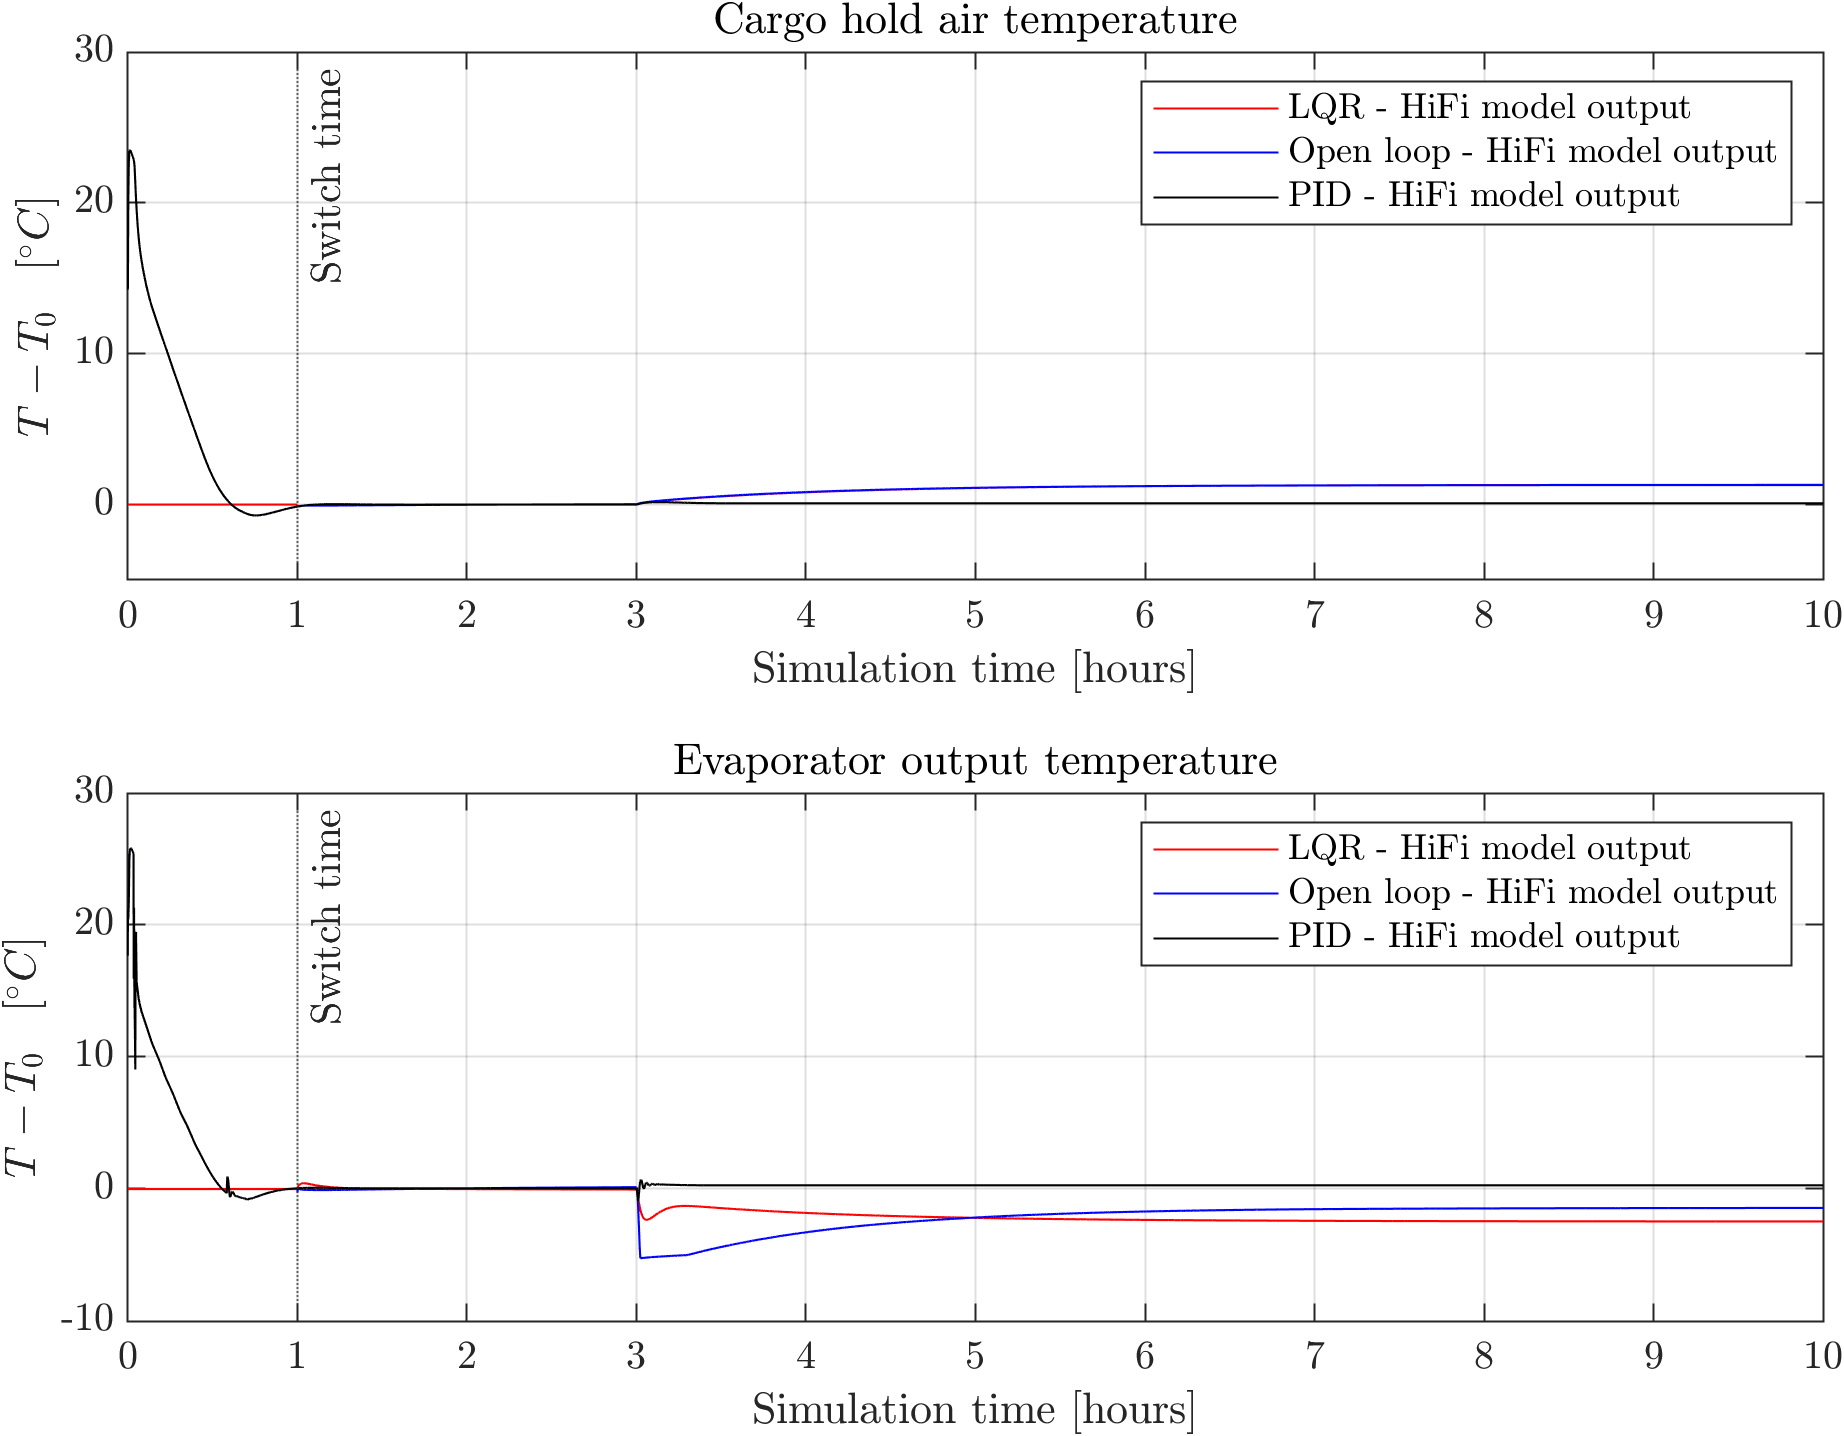 Cargo hold air temperature
30
20
10
0
T − T0 [°C]
Switch time
LQR - HiFi model output
Open loop - HiFi model output
PID - HiFi model output
0 1 2 3 4 5 6 7 8 9 10
Simulation time [hours]
Evaporator output temperature
30
20
10
0
-10
T − T0 [°C]
Switch time
LQR - HiFi model output
Open loop - HiFi model output
PID - HiFi model output
0 1 2 3 4 5 6 7 8 9 10
Simulation time [hours]